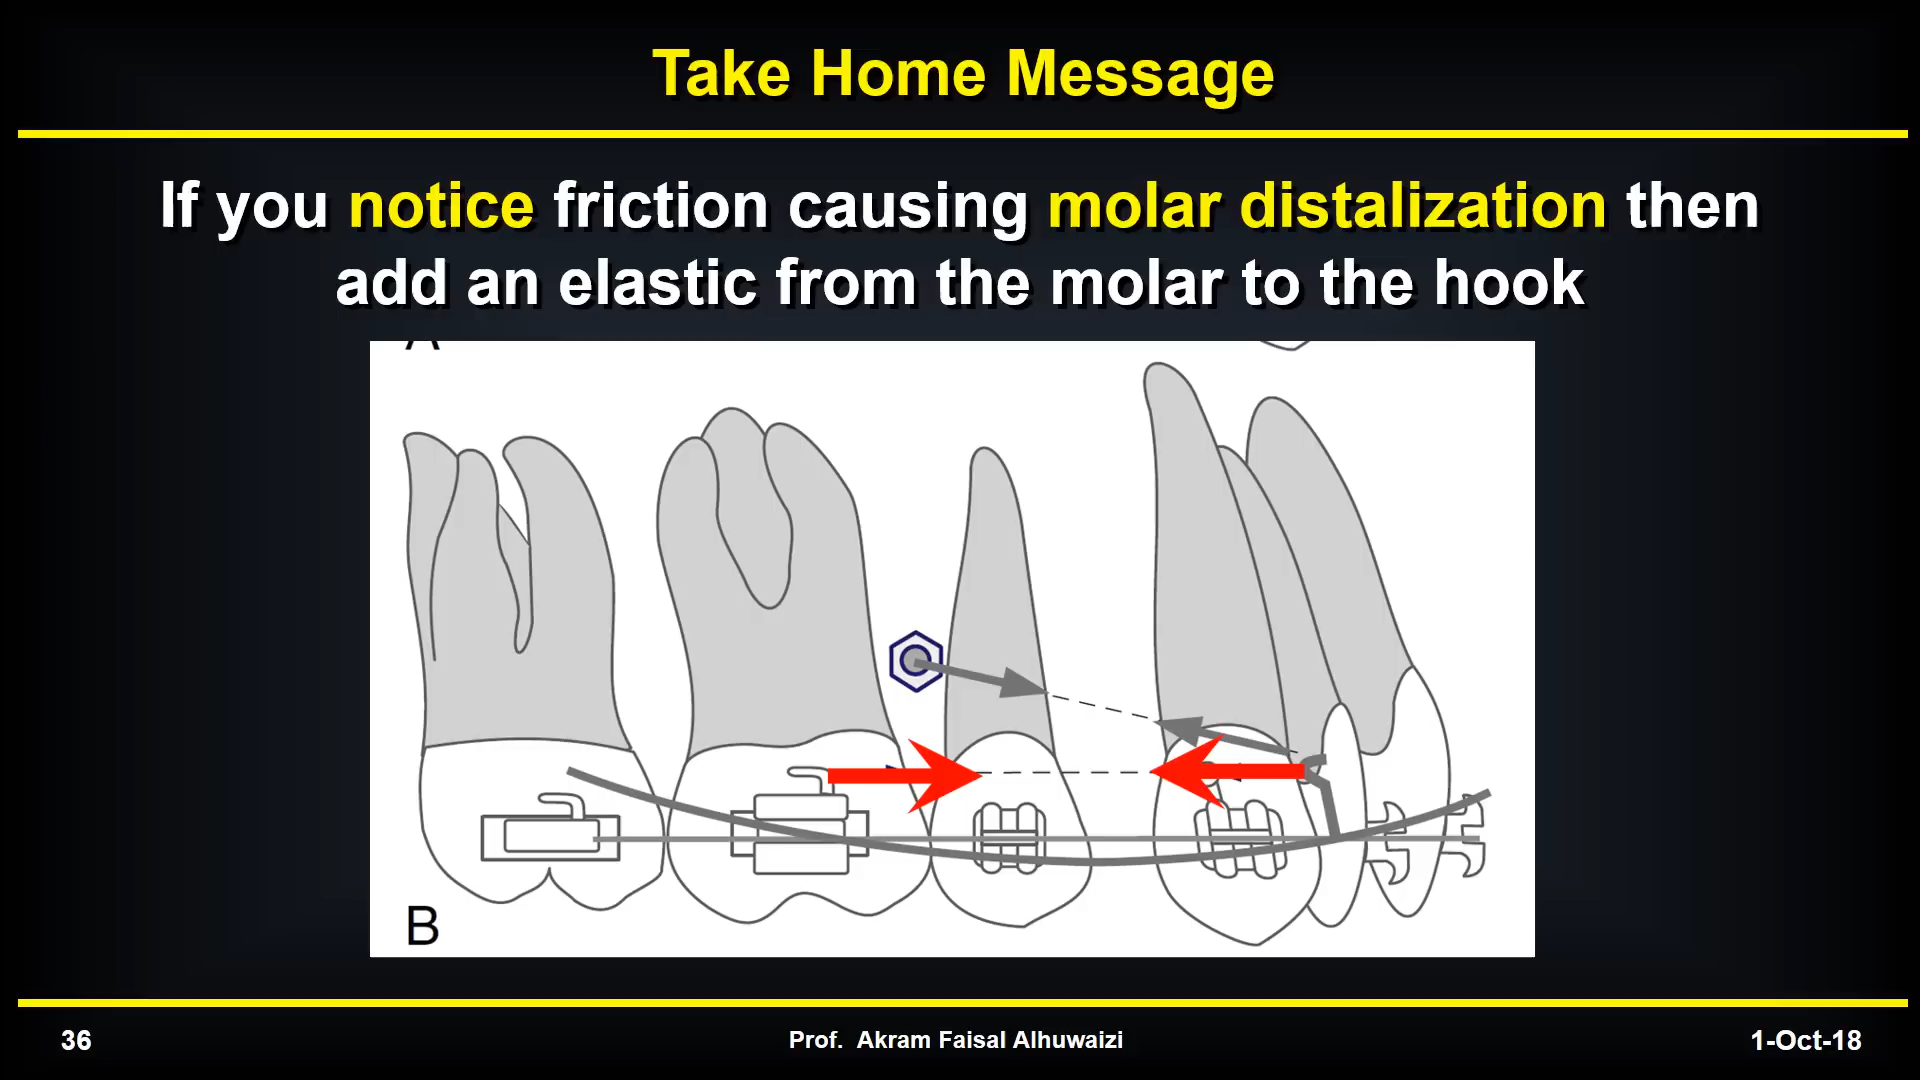 Take Home Message
If you notice friction causing molar distalization then
add an elastic from the molar to the hook
B
36
Prof. Akram Faisal Alhuwaizi
1-Oct-18